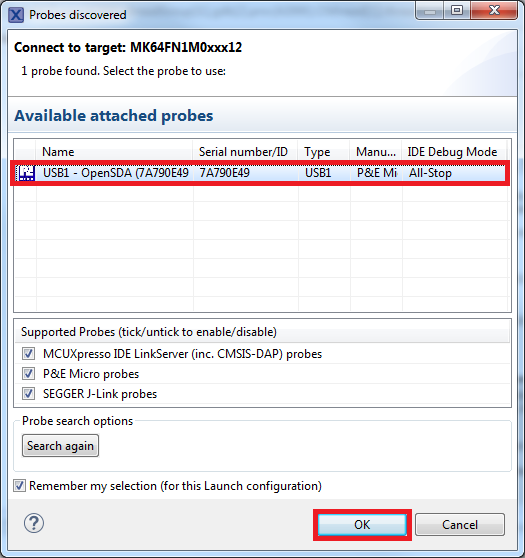 Probes discovered
Connect to target: MK64FN1M0xxx12
1 probe found. Select the probe to use:
Available attached probes
Name Serial number/ID Type Manu... IDE Debug Mode
USB1 - OpenSDA (7A790E49 7A790E49 USB1 P&E Mi All-Stop
Supported Probes (tick/untick to enable/disable)
MCUXpresso IDE LinkServer (inc. CMSIS-DAP) probes
P&E Micro probes
SEGGER J-Link probes
Probe search options
Search again
Remember my selection (for this Launch configuration)
? OK Cancel